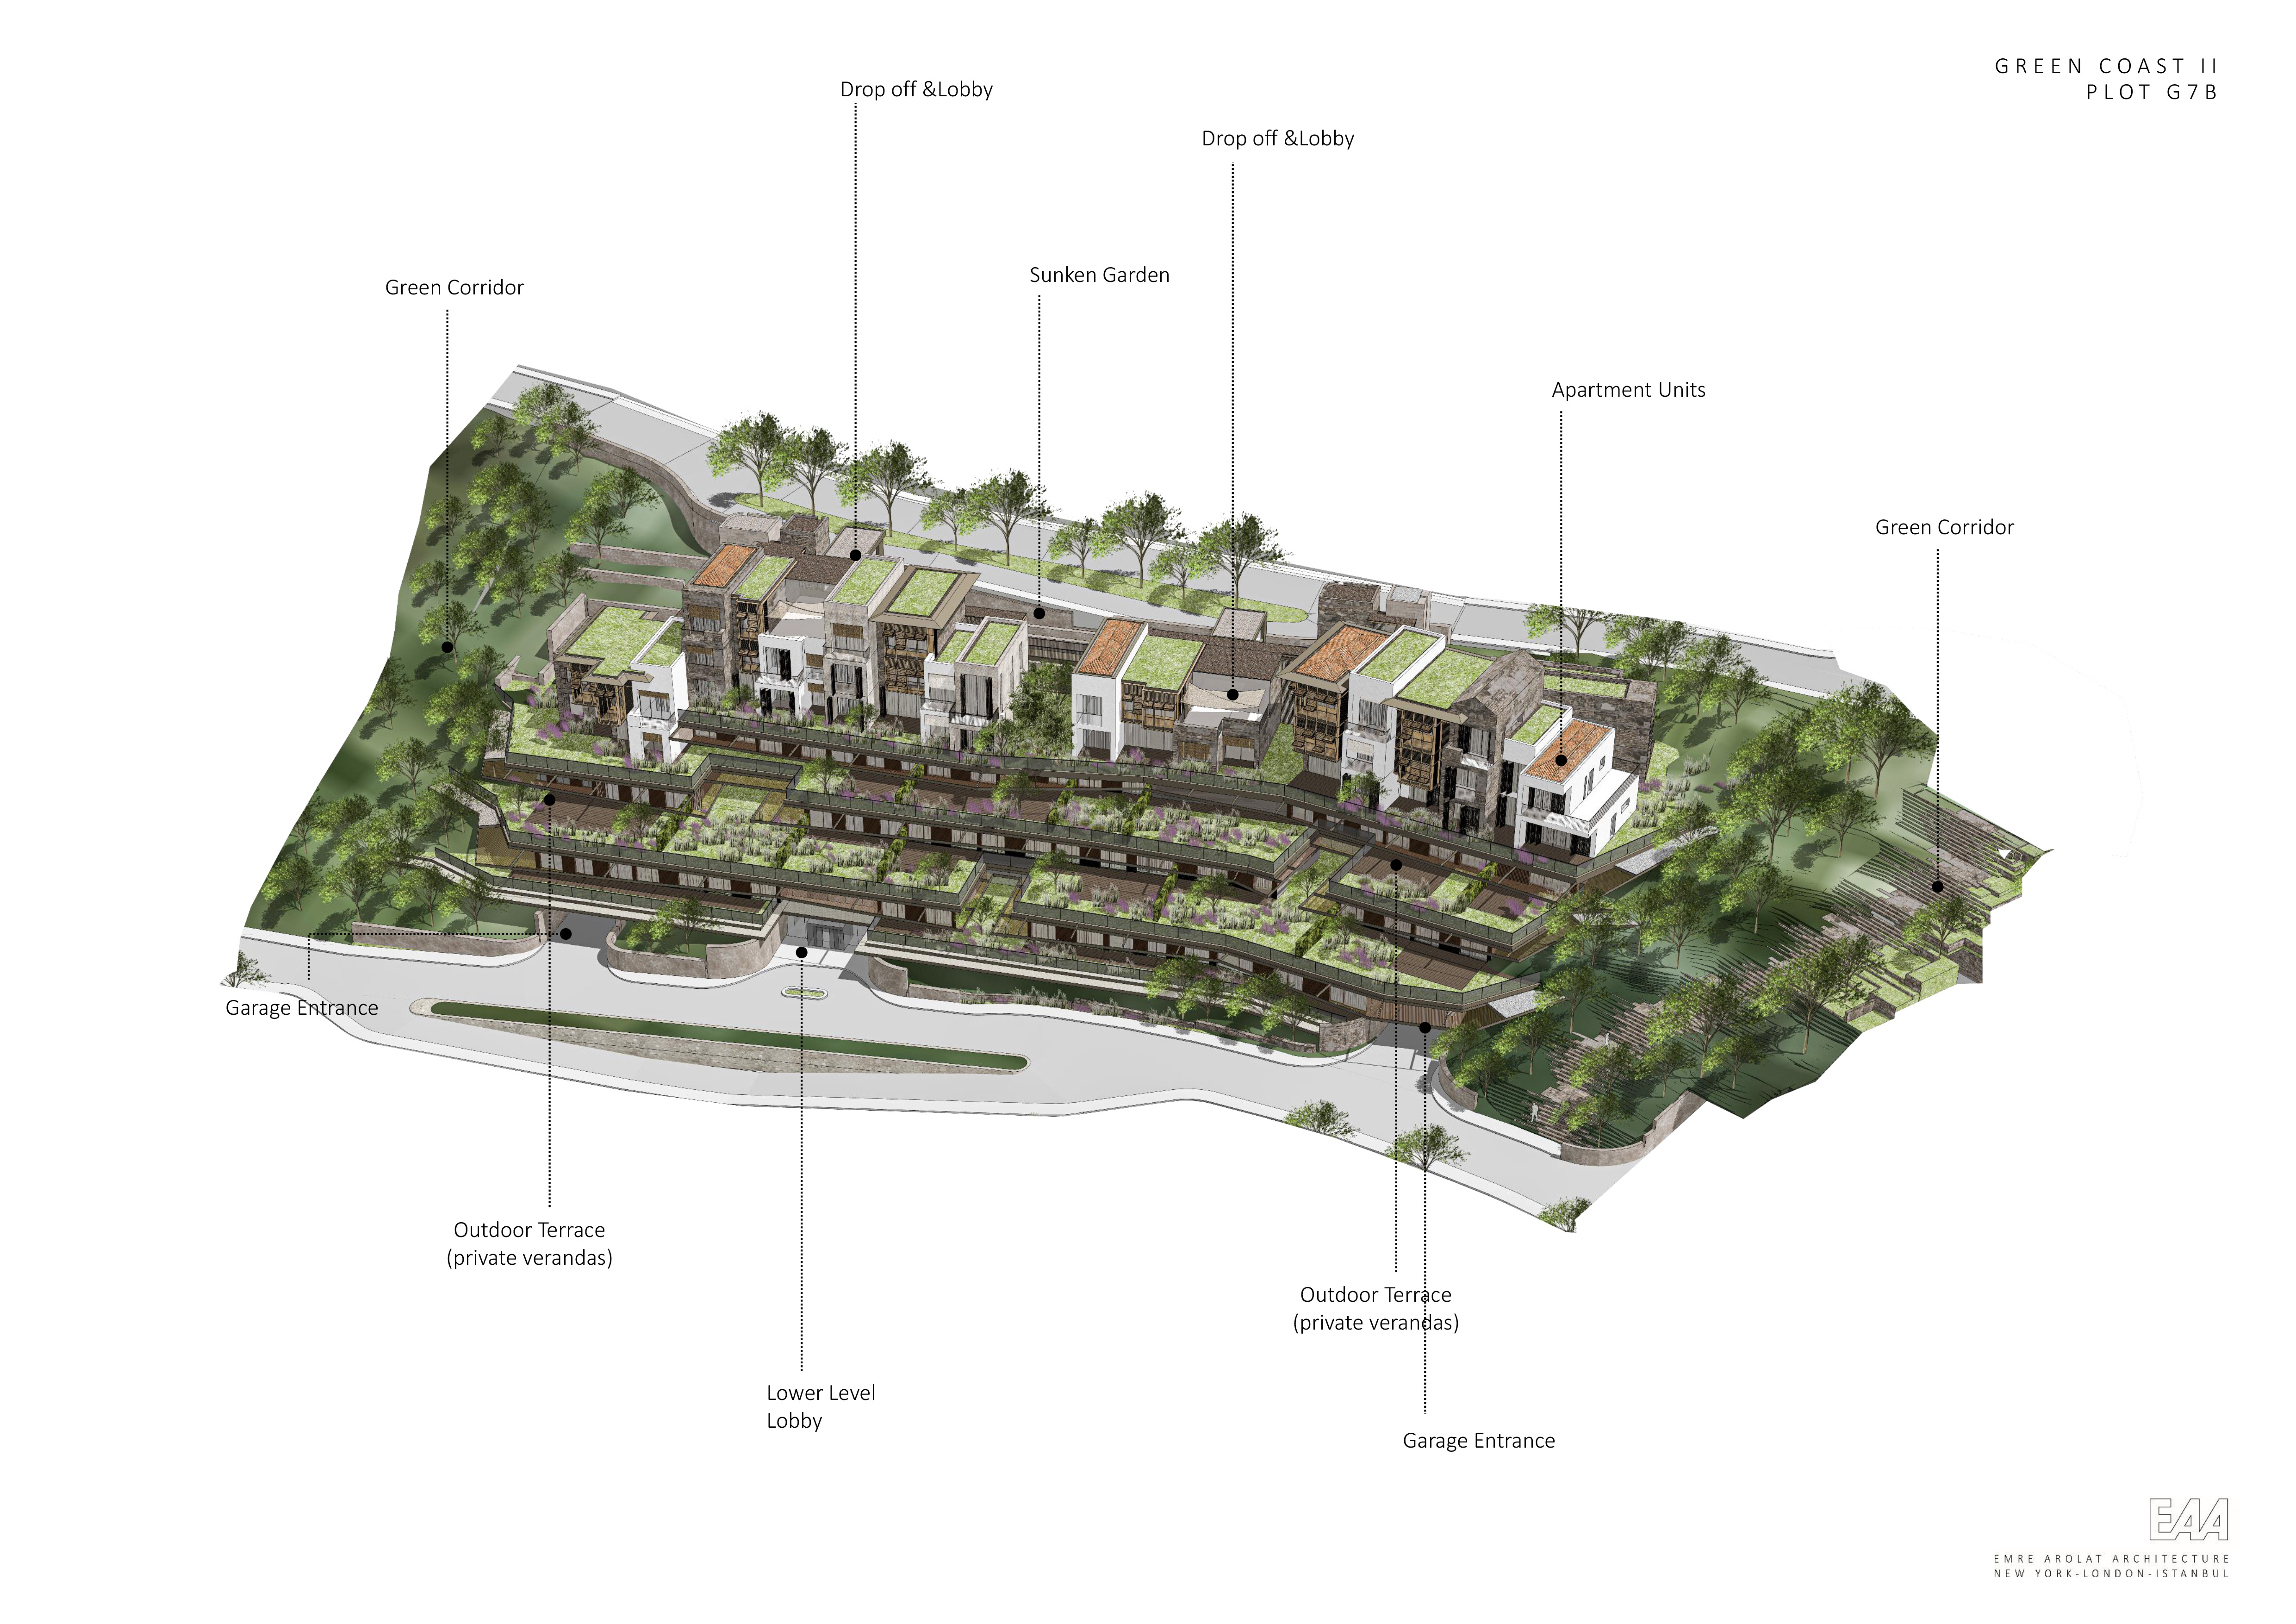 GREEN COAST II
PLOT G7B
Drop off &Lobby
Drop off &Lobby
Sunken Garden
Green Corridor
Apartment Units
Green Corridor
Garage Entrance
Outdoor Terrace
(private verandas)
Outdoor Terrace
(private verandas)
Lower Level
Lobby
Garage Entrance
EAA
EMRE AROLAT ARCHITECTURE
NEW YORK-LONDON-ISTANBUL